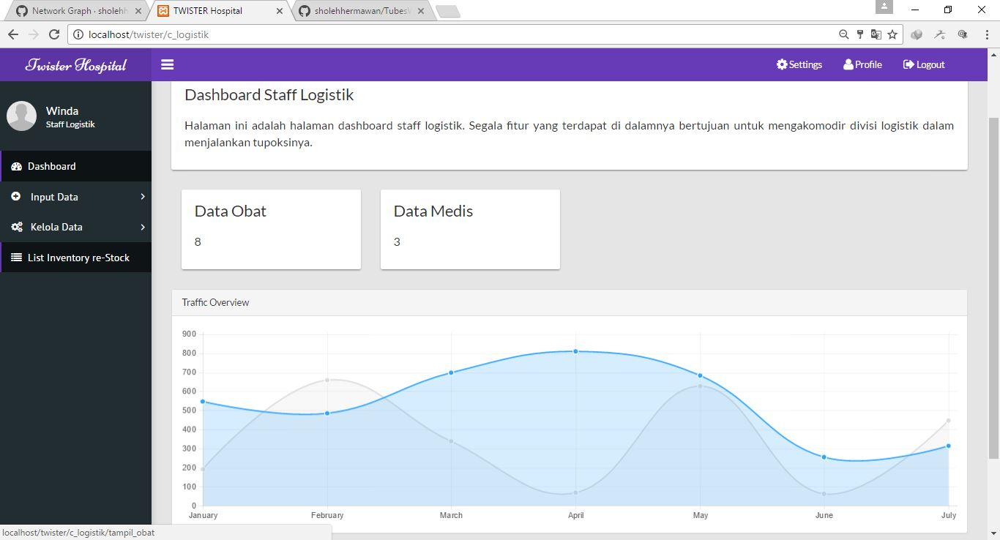 Network Graph · sholehh
TWISTER Hospital
sholehhermawan/TubesW
localhost/twister/c_logistik
Twister Hospital
Settings
Profile
Logout
Winda
Staff Logistik
Dashboard
Input Data
Kelola Data
List Inventory re-Stock
Dashboard Staff Logistik
Halaman ini adalah halaman dashboard staff logistik. Segala fitur yang terdapat di dalamnya bertujuan untuk mengakomodir divisi logistik dalam
menjalankan tupoksinya.
Data Obat
8
Data Medis
3
Traffic Overview
900
800
700
600
500
400
300
200
100
0
January February March April May June July
localhost/twister/c_logistik/tampil_obat